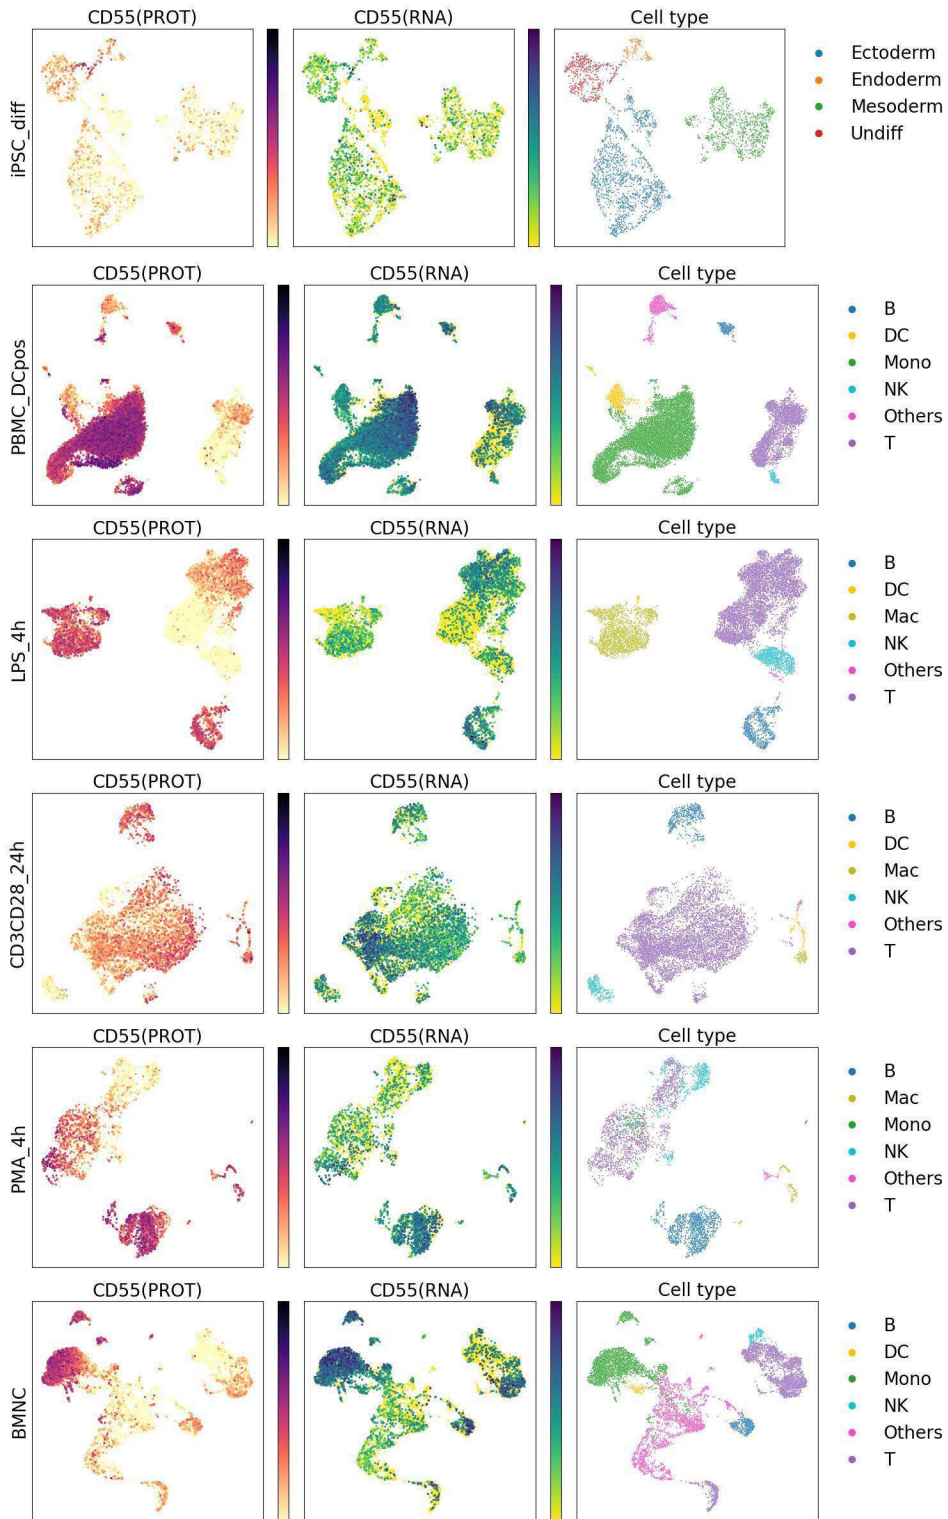 CD55(PROT) CD55(RNA) Cell type
iPSC_diff
Ectoderm
Endoderm
Mesoderm
Undiff
CD55(PROT) CD55(RNA) Cell type
PBMC_DCpos
B
DC
Mono
NK
Others
T
CD55(PROT) CD55(RNA) Cell type
LPS_4h
B
DC
Mac
NK
Others
T
CD55(PROT) CD55(RNA) Cell type
CD3CD28_24h
B
DC
Mac
NK
Others
T
CD55(PROT) CD55(RNA) Cell type
PMA_4h
B
Mac
Mono
NK
Others
T
CD55(PROT) CD55(RNA) Cell type
BMNC
B
DC
Mono
NK
Others
T